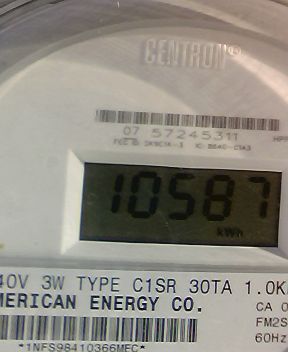 CENTRON®
07 57245311
10587
kWh
40V 3W TYPE C1SR 30TA 1.0K
MERICAN ENERGY CO.
CA 0
FM2S
60Hz
*1NFS98410366MEC*